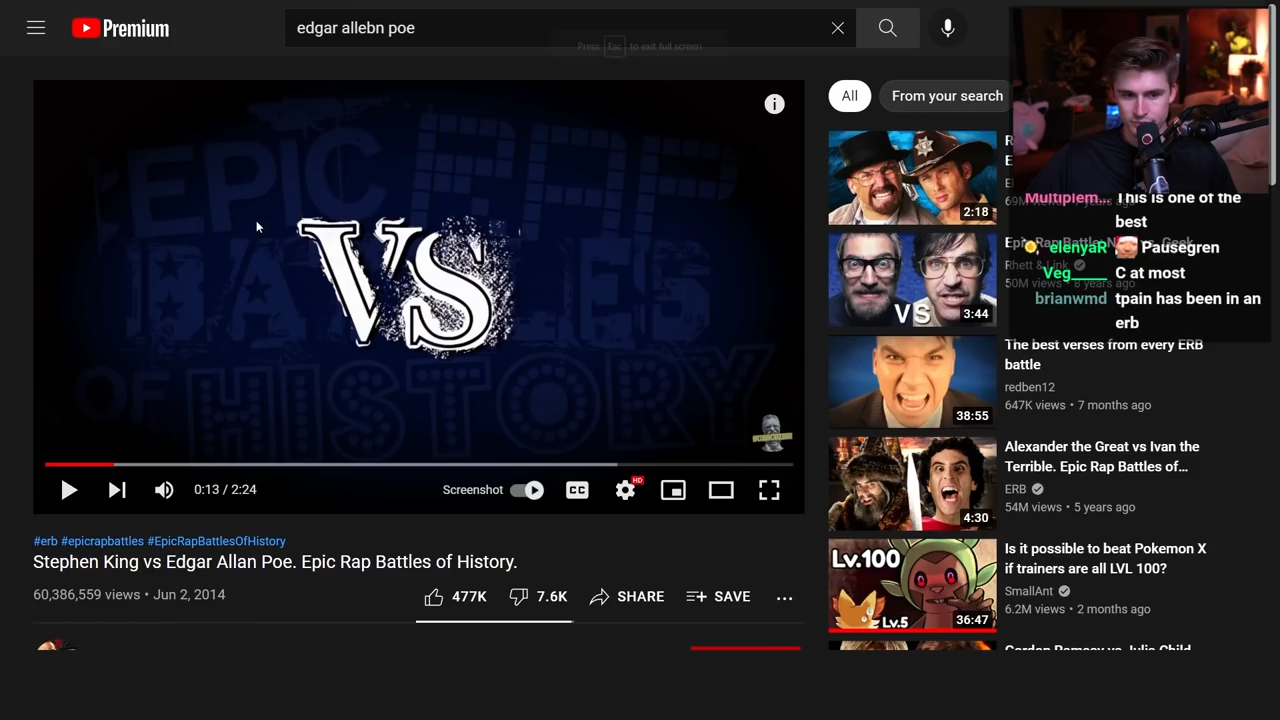 Premium
edgar allebn poe
Press Esc to exit full screen
EPIC RAP
BATTLES
OF HISTORY
VS
0:13 / 2:24
Screenshot
CC
HD
#erb #epicrapbattles #EpicRapBattlesOfHistory
Stephen King vs Edgar Allan Poe. Epic Rap Battles of History.
60,386,559 views • Jun 2, 2014
477K
7.6K
SHARE
SAVE
All
From your search
2:18
Multiplem... This is one of the
best
elenyaR Pausegren
Veg_____ C at most
brianwmd tpain has been in an
erb
Rhett & Link
50M views • 8 years ago
VS
3:44
The best verses from every ERB
battle
redben12
647K views • 7 months ago
38:55
Alexander the Great vs Ivan the
Terrible. Epic Rap Battles of...
ERB
54M views • 5 years ago
4:30
Is it possible to beat Pokemon X
if trainers are all LVL 100?
SmallAnt
6.2M views • 2 months ago
Lv.100
Lv.5
36:47
Gordon Ramsay vs Julia Child